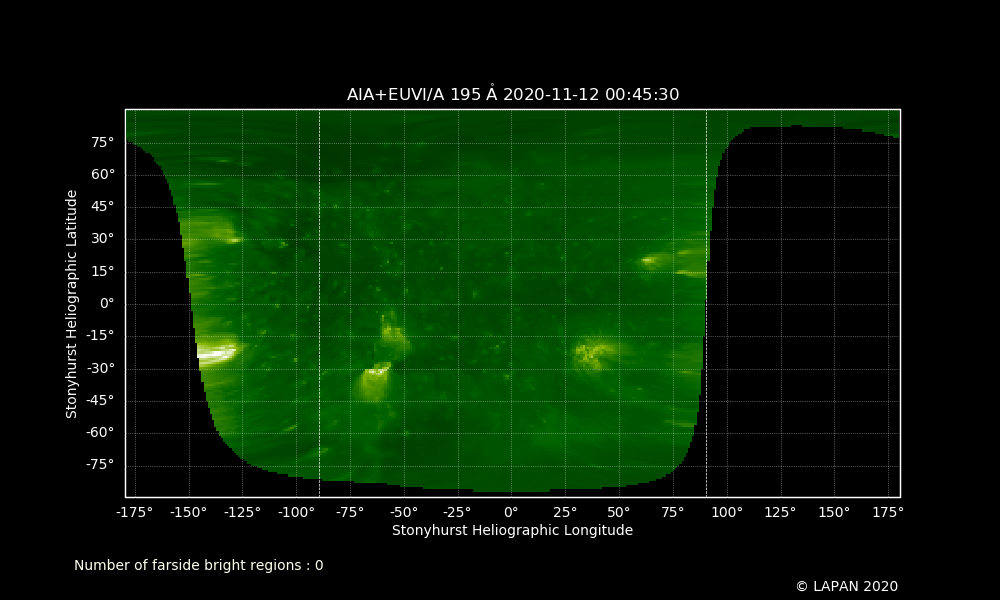 AIA+EUVI/A 195 Å 2020-11-12 00:45:30
75°
60°
45°
30°
15°
0°
-15°
-30°
-45°
-60°
-75°
Stonyhurst Heliographic Latitude
-175° -150° -125° -100° -75° -50° -25° 0° 25° 50° 75° 100° 125° 150° 175°
Stonyhurst Heliographic Longitude
Number of farside bright regions : 0
© LAPAN 2020